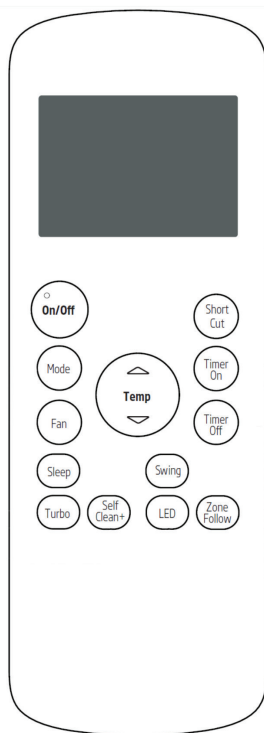 On/Off
Short
Cut
Mode
Temp
Timer
On
Fan
Timer
Off
Sleep
Swing
Turbo
Self
Clean+
LED
Zone
Follow